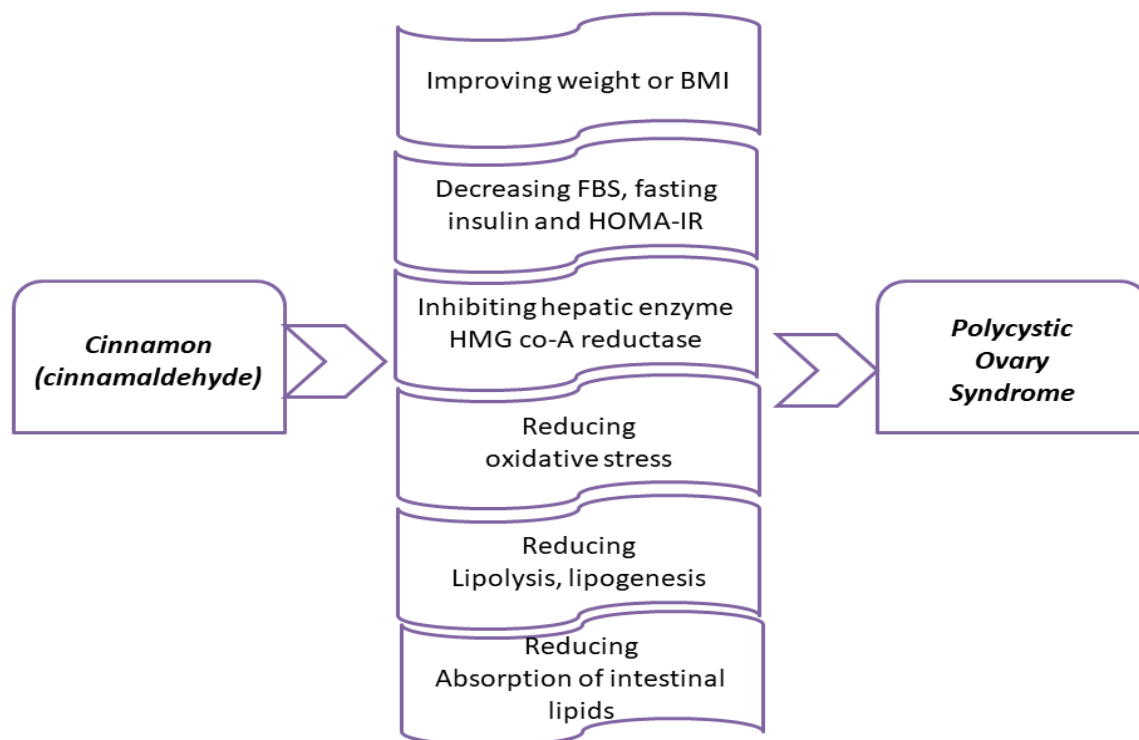 Improving weight or BMI
Decreasing FBS, fasting
insulin and HOMA-IR
Inhibiting hepatic enzyme
HMG co-A reductase
Reducing
oxidative stress
Reducing
Lipolysis, lipogenesis
Reducing
Absorption of intestinal
lipids
Cinnamon
(cinnamaldehyde)
Polycystic
Ovary
Syndrome